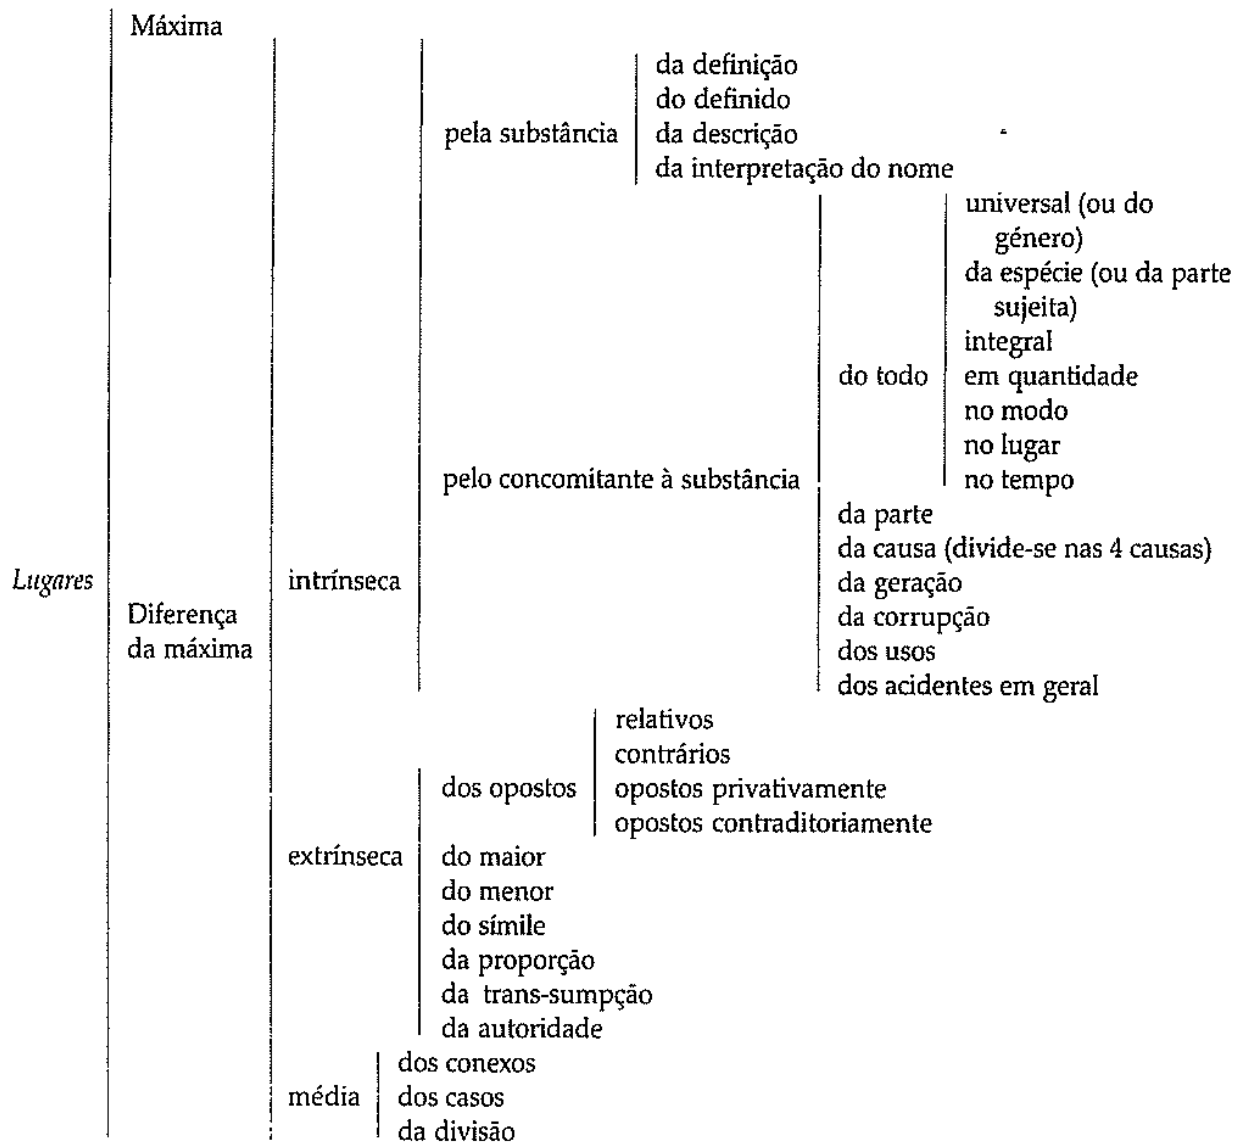 Máxima
da definição
do definido
pela substância
da descrição
da interpretação do nome
universal (ou do
género)
da espécie (ou da parte
sujeita)
integral
do todo
em quantidade
no modo
no lugar
pelo concomitante à substância
no tempo
da parte
da causa (divide-se nas 4 causas)
Lugares
intrínseca
da geração
Diferença
da máxima
da corrupção
dos usos
dos acidentes em geral
relativos
contrários
dos opostos
opostos privativamente
opostos contraditoriamente
extrínseca
do maior
do menor
do símile
da proporção
da trans-sumpção
da autoridade
dos conexos
média
dos casos
da divisão